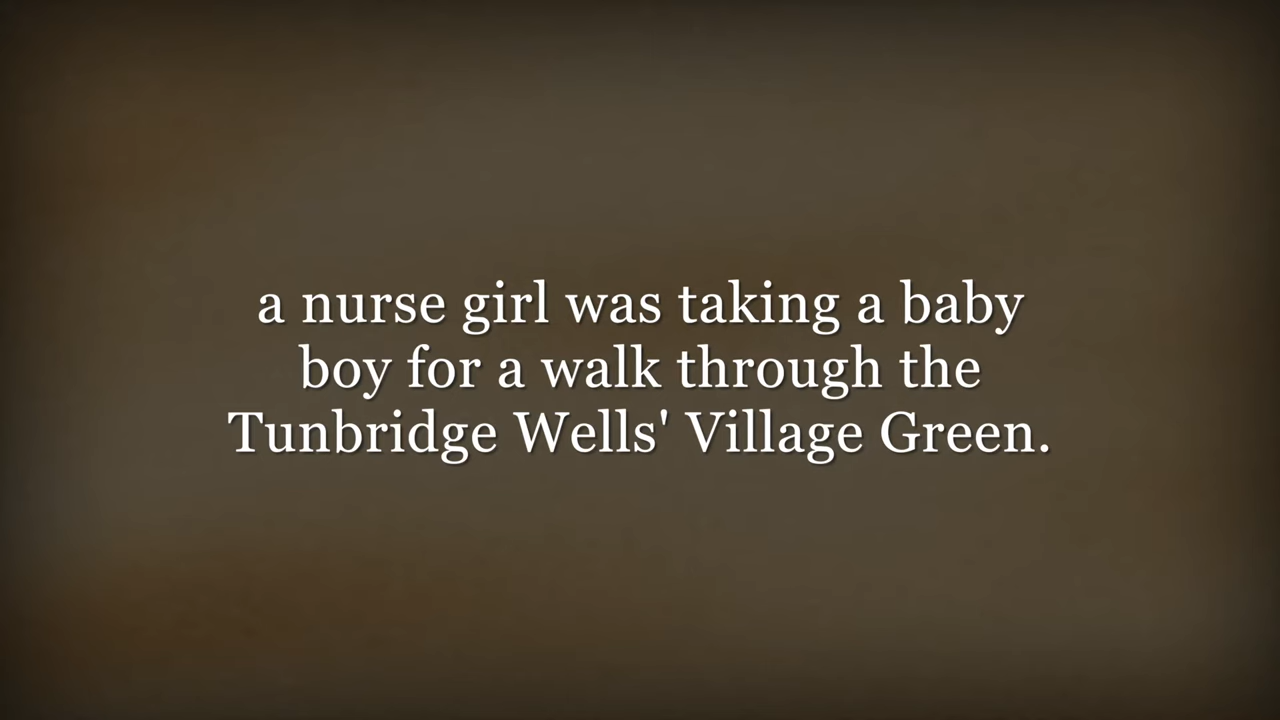 a nurse girl was taking a baby
boy for a walk through the
Tunbridge Wells' Village Green.